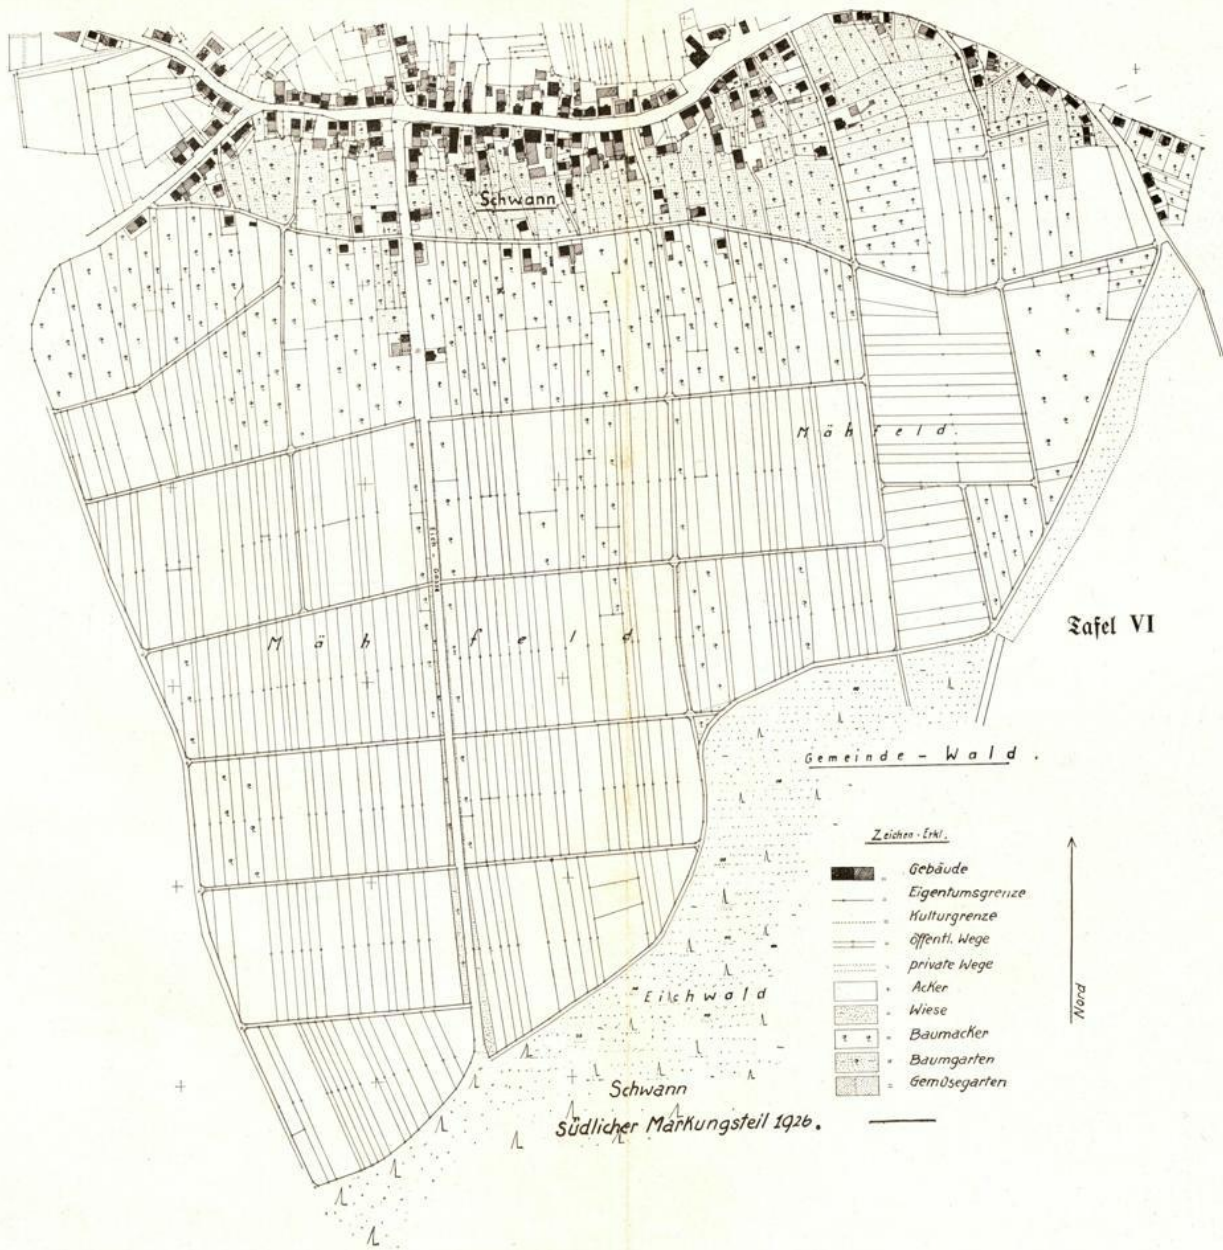 Schwann
Mähfeld.
Mähfeld
Tafel VI
Gemeinde - Wald.
Zeichen-Erkl.
= Gebäude
= Eigentumsgrenze
= Kulturgrenze
= öffentl. Wege
= private Wege
= Acker
= Wiese
= Baumacker
= Baumgarten
= Gemüsegarten
Nord
Eilchwald
Schwann
Südlicher Markungsteil 1926.